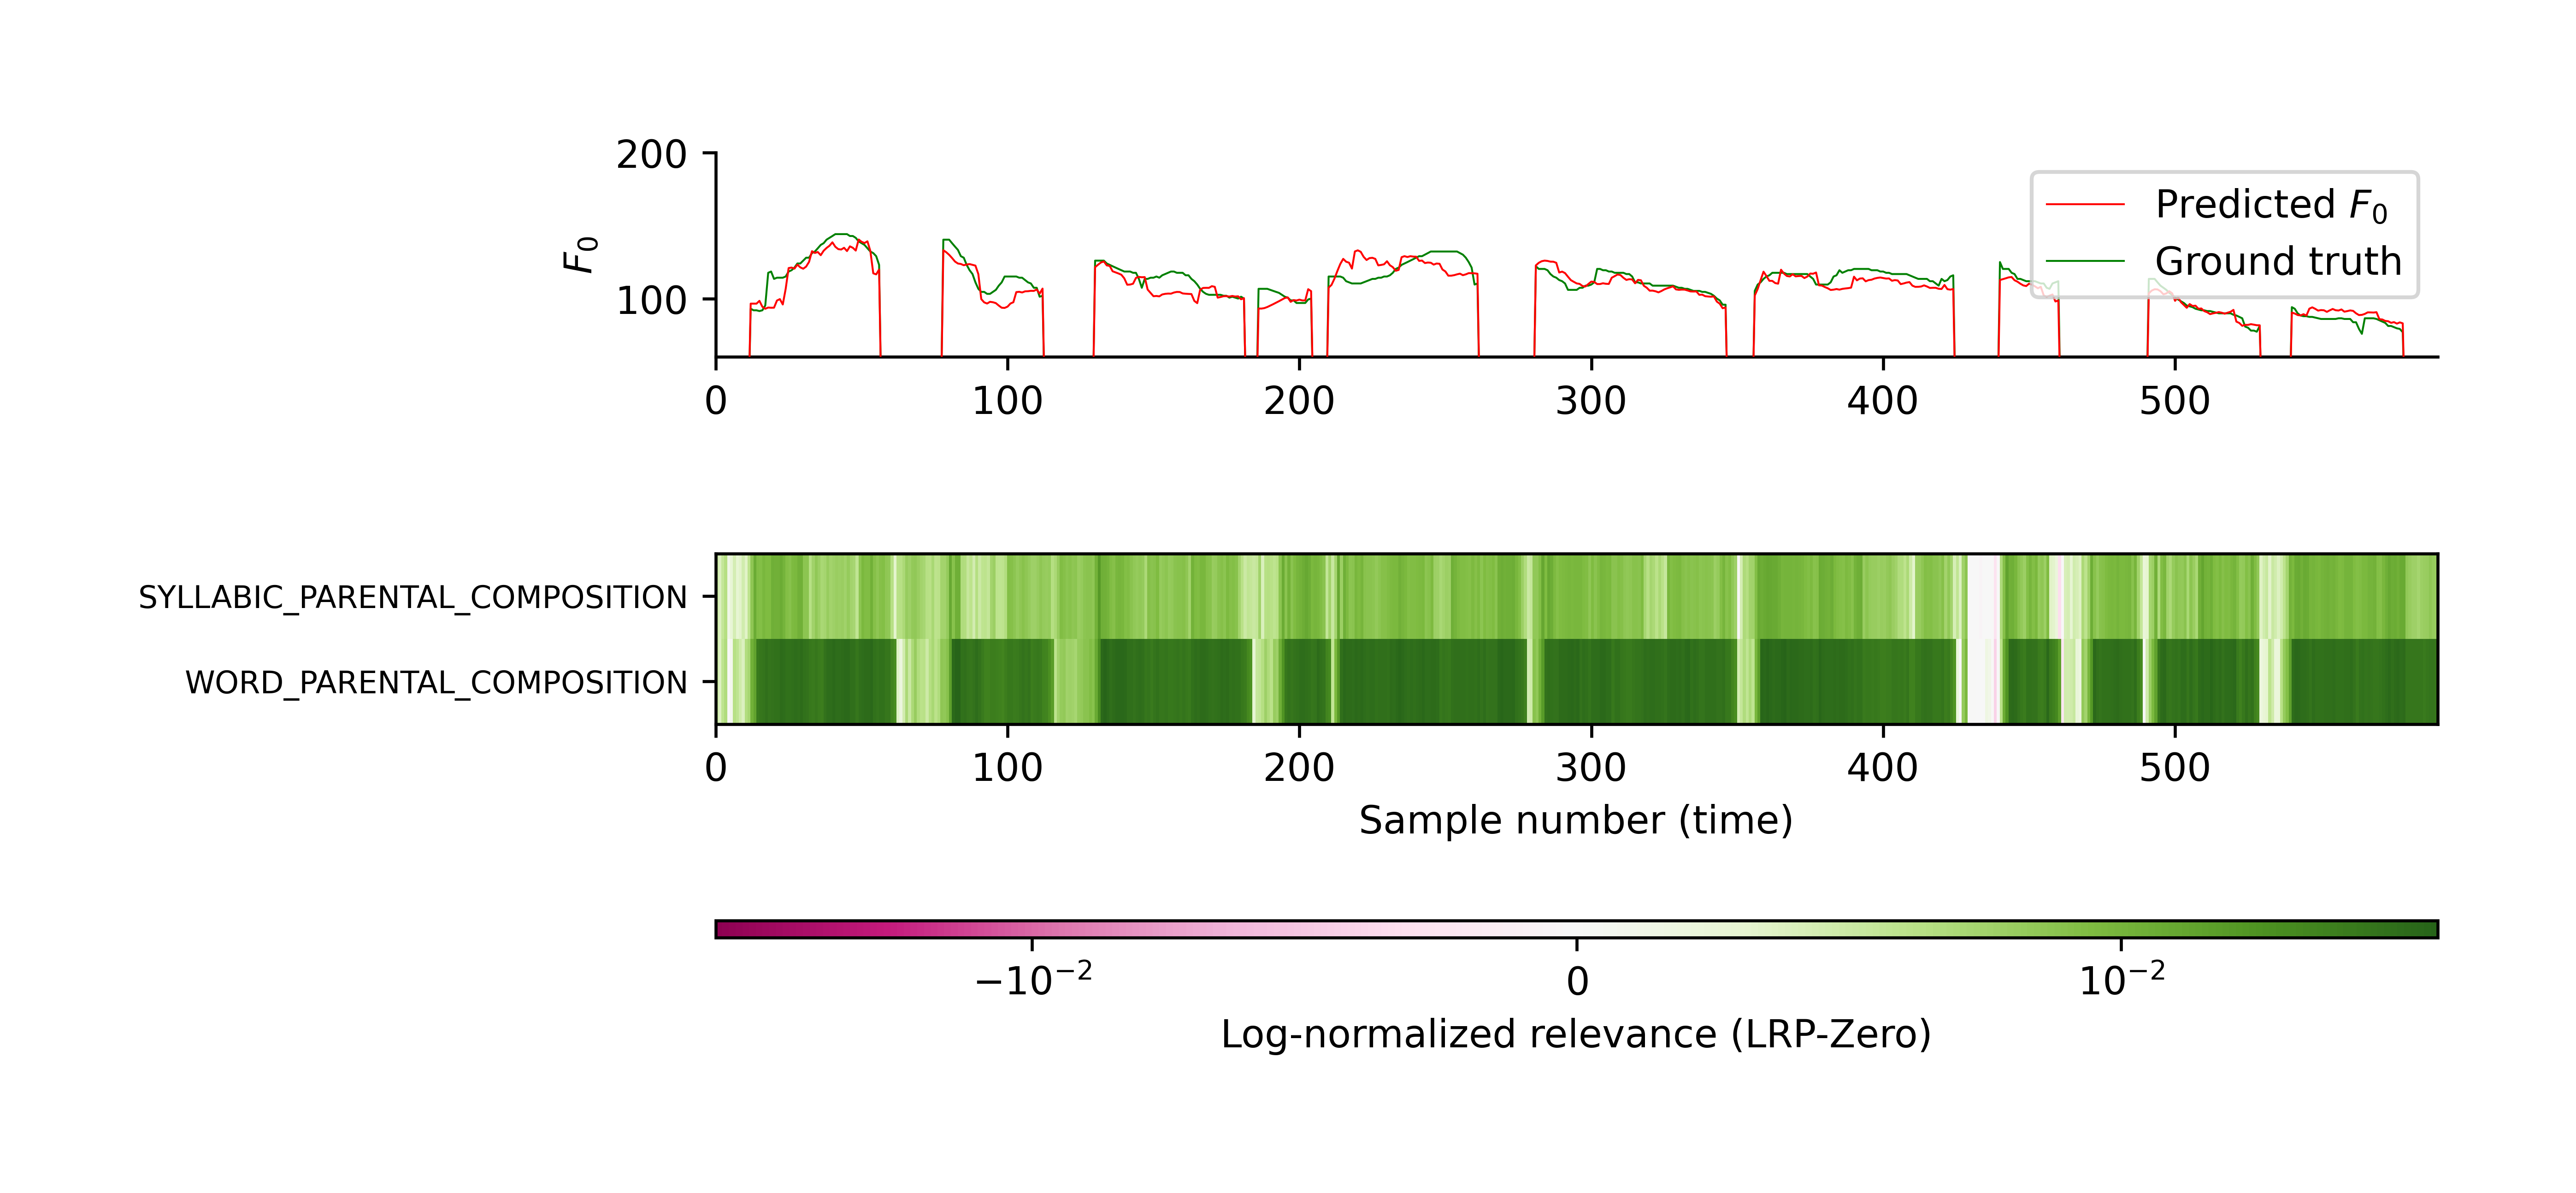 200
100
F₀
Predicted F₀
Ground truth
0 100 200 300 400 500
SYLLABIC_PARENTAL_COMPOSITION
WORD_PARENTAL_COMPOSITION
0 100 200 300 400 500
Sample number (time)
−10⁻² 0 10⁻²
Log-normalized relevance (LRP-Zero)